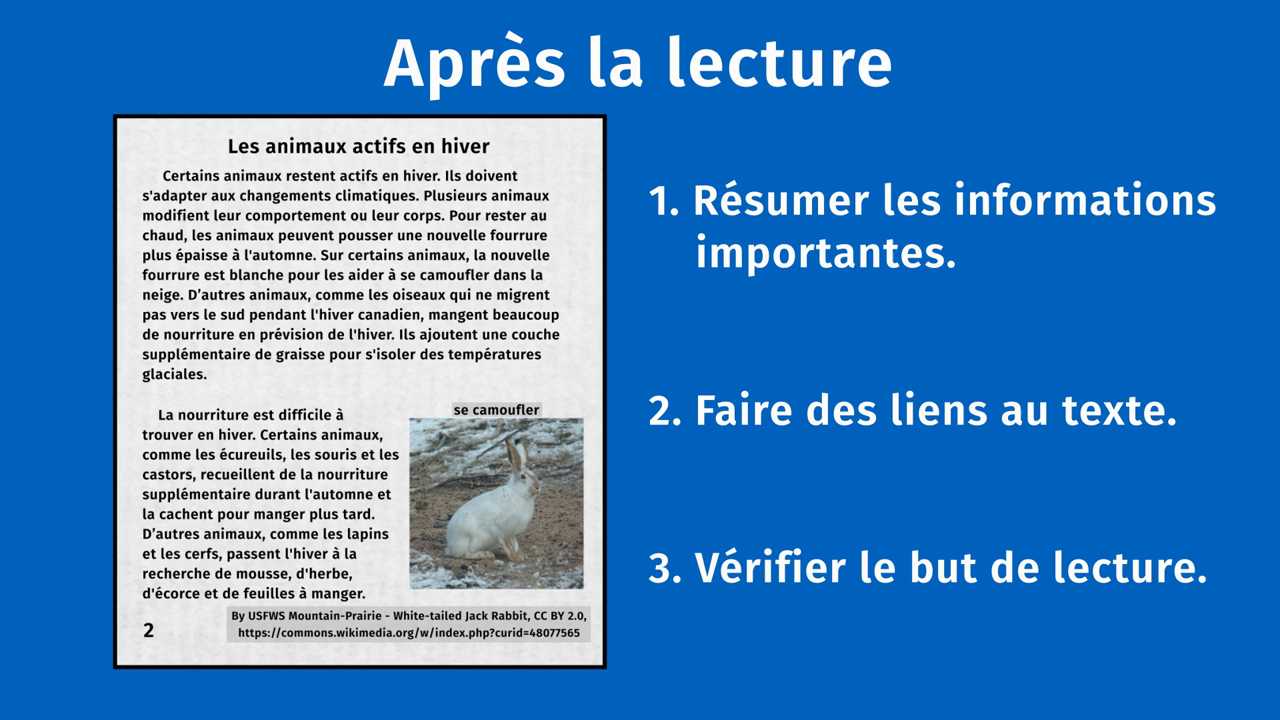 Après la lecture
Les animaux actifs en hiver
Certains animaux restent actifs en hiver. Ils doivent
s'adapter aux changements climatiques. Plusieurs animaux
modifient leur comportement ou leur corps. Pour rester au
chaud, les animaux peuvent pousser une nouvelle fourrure
plus épaisse à l'automne. Sur certains animaux, la nouvelle
fourrure est blanche pour les aider à se camoufler dans la
neige. D’autres animaux, comme les oiseaux qui ne migrent
pas vers le sud pendant l'hiver canadien, mangent beaucoup
de nourriture en prévision de l'hiver. Ils ajoutent une couche
supplémentaire de graisse pour s'isoler des températures
glaciales.
La nourriture est difficile à
trouver en hiver. Certains animaux,
comme les écureuils, les souris et les
castors, recueillent de la nourriture
supplémentaire durant l'automne et
la cachent pour manger plus tard.
D’autres animaux, comme les lapins
et les cerfs, passent l'hiver à la
recherche de mousse, d'herbe,
d'écorce et de feuilles à manger.
se camoufler
By USFWS Mountain-Prairie - White-tailed Jack Rabbit, CC BY 2.0,
https://commons.wikimedia.org/w/index.php?curid=48077565
2
1. Résumer les informations
importantes.
2. Faire des liens au texte.
3. Vérifier le but de lecture.